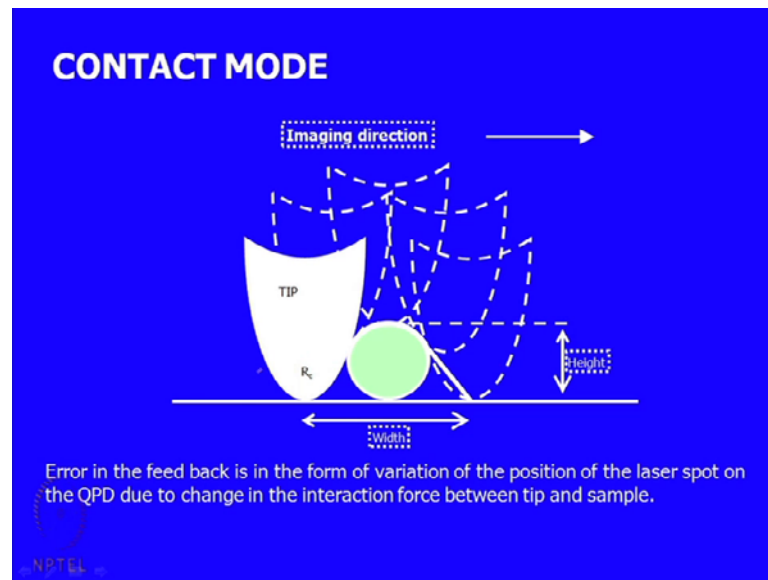 CONTACT MODE
Imaging direction
TIP
Rc
Height
Width
Error in the feed back is in the form of variation of the position of the laser spot on
the QPD due to change in the interaction force between tip and sample.
NPTEL